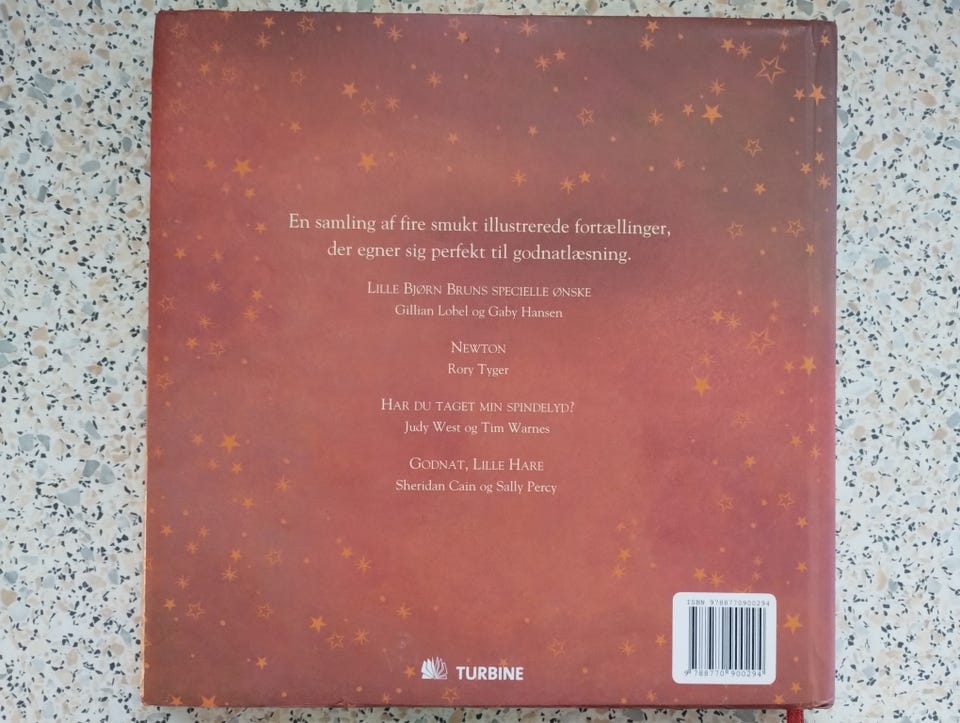 En samling af fire smukt illustrerede fortællinger,
der egner sig perfekt til godnatlæsning.
Lille Bjørn Bruns specielle ønske
Gillian Lobel og Gaby Hansen
Newton
Rory Tyger
Har du taget min spindelyd?
Judy West og Tim Warnes
Godnat, Lille Hare
Sheridan Cain og Sally Percy
ISBN 9788770900294
9 788770 900294
TURBINE